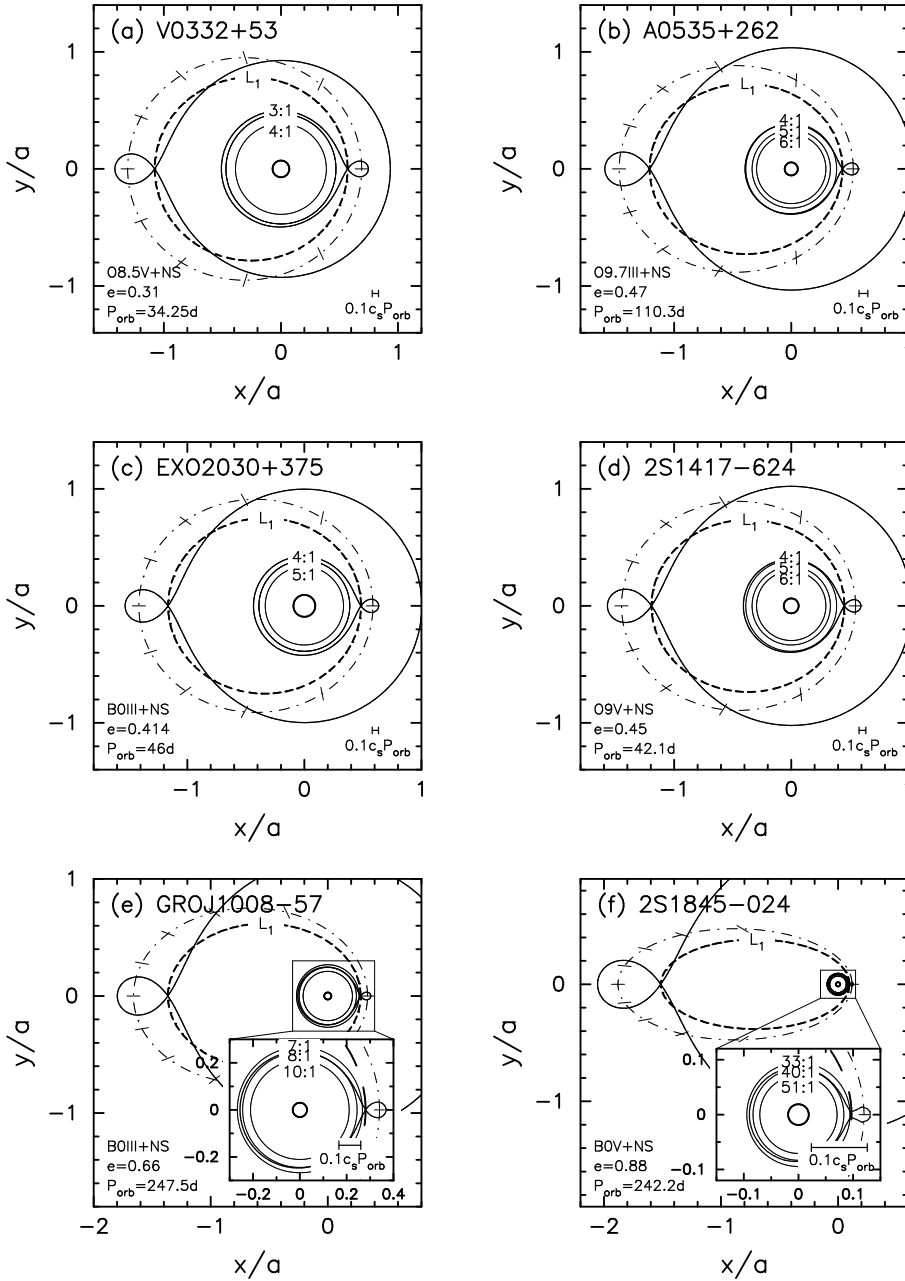 (a) V0332+53
L1
3:1
4:1
O8.5V+NS
e=0.31
Porb=34.25d
0.1csPorb
1
0
−1
−1
0
1
y/a
x/a
(b) A0535+262
L1
4:1
5:1
6:1
O9.7III+NS
e=0.47
Porb=110.3d
0.1csPorb
1
0
−1
−1
0
y/a
x/a
(c) EXO2030+375
L1
4:1
5:1
B0III+NS
e=0.414
Porb=46d
0.1csPorb
1
0
−1
−1
0
1
y/a
x/a
(d) 2S1417−624
L1
4:1
5:1
6:1
O9V+NS
e=0.45
Porb=42.1d
0.1csPorb
1
0
−1
−1
0
y/a
x/a
(e) GROJ1008−57
L1
7:1
8:1
10:1
0.2
0
−0.2
−0.2
0
0.2
0.4
0.1csPorb
B0III+NS
e=0.66
Porb=247.5d
1
0
−1
−2
−1
0
y/a
x/a
(f) 2S1845−024
L1
33:1
40:1
51:1
0.1
0
−0.1
−0.1
0
0.1
0.1csPorb
B0V+NS
e=0.88
Porb=242.2d
0
−1
−2
−1
0
y/a
x/a